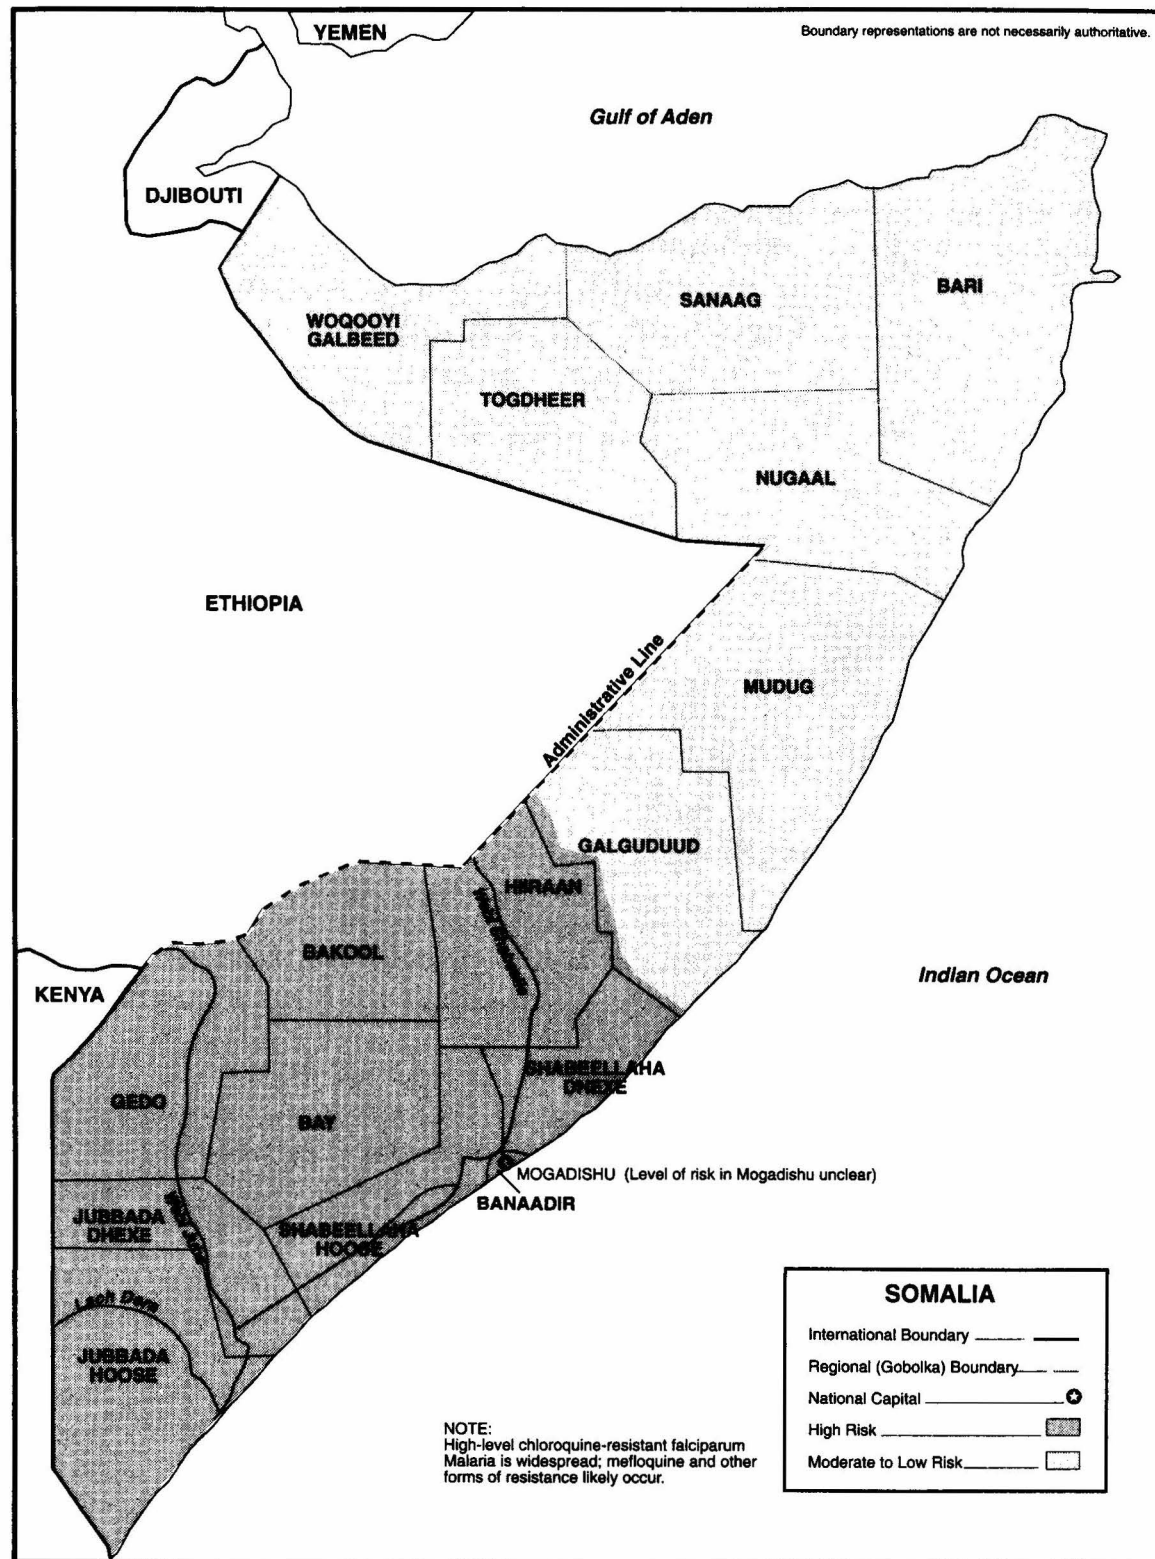 YEMEN
Boundary representations are not necessarily authoritative.
Gulf of Aden
DJIBOUTI
BARI
SANAAG
WOQOOYI
GALBEED
TOGDHEER
NUGAAL
ETHIOPIA
Administrative Line
MUDUG
GALGUDUUD
HIIRAAN
BAKOOL
Indian Ocean
KENYA
SHABEELLAHA
DHEXE
GEDO
BAY
MOGADISHU (Level of risk in Mogadishu unclear)
BANAADIR
JUBBADA
DHEXE
SHABEELLAHA
HOOSE
Lach Dera
JUBBADA
HOOSE
SOMALIA
International Boundary
Regional (Gobolka) Boundary
National Capital
High Risk
Moderate to Low Risk
NOTE:
High-level chloroquine-resistant falciparum
Malaria is widespread; mefloquine and other
forms of resistance likely occur.